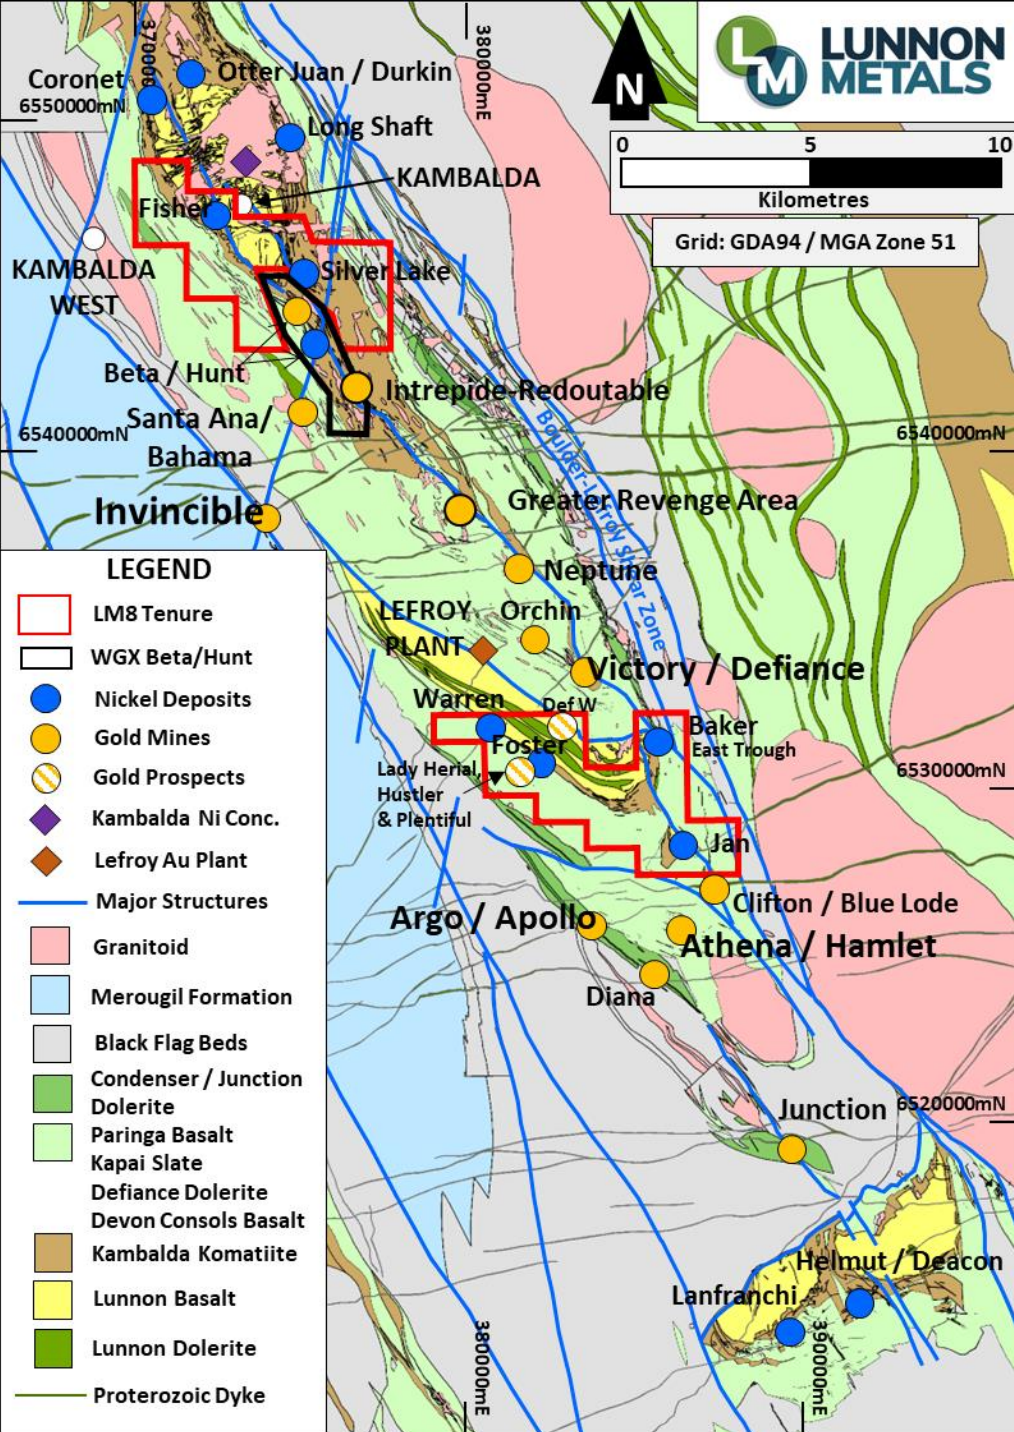 370000
380000mE
LUNNON
METALS
LM
N
Coronet
Otter Juan / Durkin
6550000mN
Long Shaft
0 5 10
Kilometres
KAMBALDA
Grid: GDA94 / MGA Zone 51
Fisher
KAMBALDA
WEST
Silver Lake
Beta / Hunt
Intrepide-Redoutable
Santa Ana/
Bahama
6540000mN
6540000mN
Boulder-Lefroy Shear Zone
Invincible
Greater Revenge Area
Neptune
LEFROY
PLANT
Orchin
Victory / Defiance
Warren
Def W
Baker
East Trough
Foster
Lady Herial,
Hustler
& Plentiful
6530000mN
Jan
Clifton / Blue Lode
Argo / Apollo
Athena / Hamlet
Diana
Junction
6520000mN
Helmut / Deacon
Lanfranchi
380000mE
390000mE
LEGEND
LM8 Tenure
WGX Beta/Hunt
Nickel Deposits
Gold Mines
Gold Prospects
Kambalda Ni Conc.
Lefroy Au Plant
Major Structures
Granitoid
Merougil Formation
Black Flag Beds
Condenser / Junction
Dolerite
Paringa Basalt
Kapai Slate
Defiance Dolerite
Devon Consols Basalt
Kambalda Komatiite
Lunnon Basalt
Lunnon Dolerite
Proterozoic Dyke